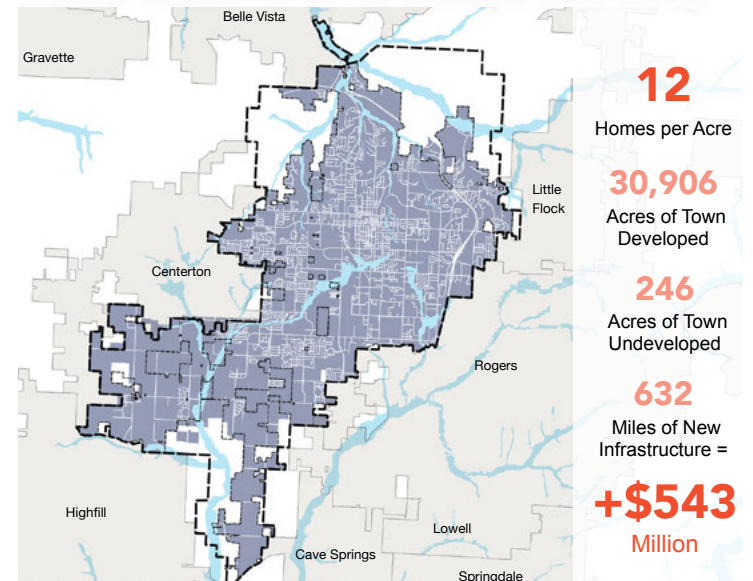 Belle Vista
Gravette
Little
Flock
Centerton
Rogers
Highfill
Lowell
Cave Springs
Springdale
12
Homes per Acre
30,906
Acres of Town
Developed
246
Acres of Town
Undeveloped
632
Miles of New
Infrastructure =
+$543
Million